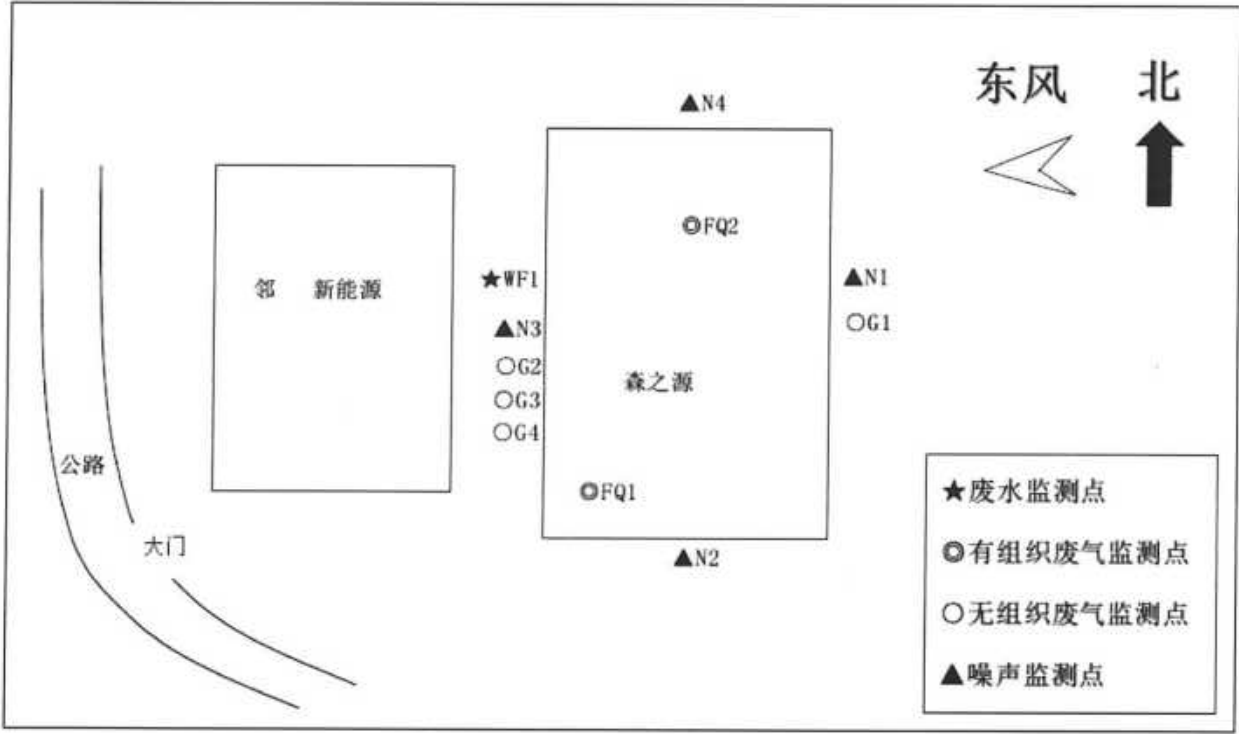 东风 北
▲N4
◎FQ2
★WF1
▲N1
邻 新能源
▲N3
○G1
○G2
森之源
○G3
○G4
公路
◎FQ1
大门
▲N2
★废水监测点
◎有组织废气监测点
○无组织废气监测点
▲噪声监测点